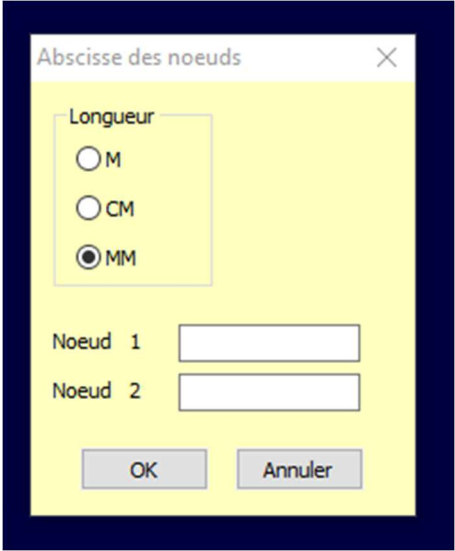 Abscisse des noeuds
Longueur
M
CM
MM
Noeud 1
Noeud 2
OK Annuler